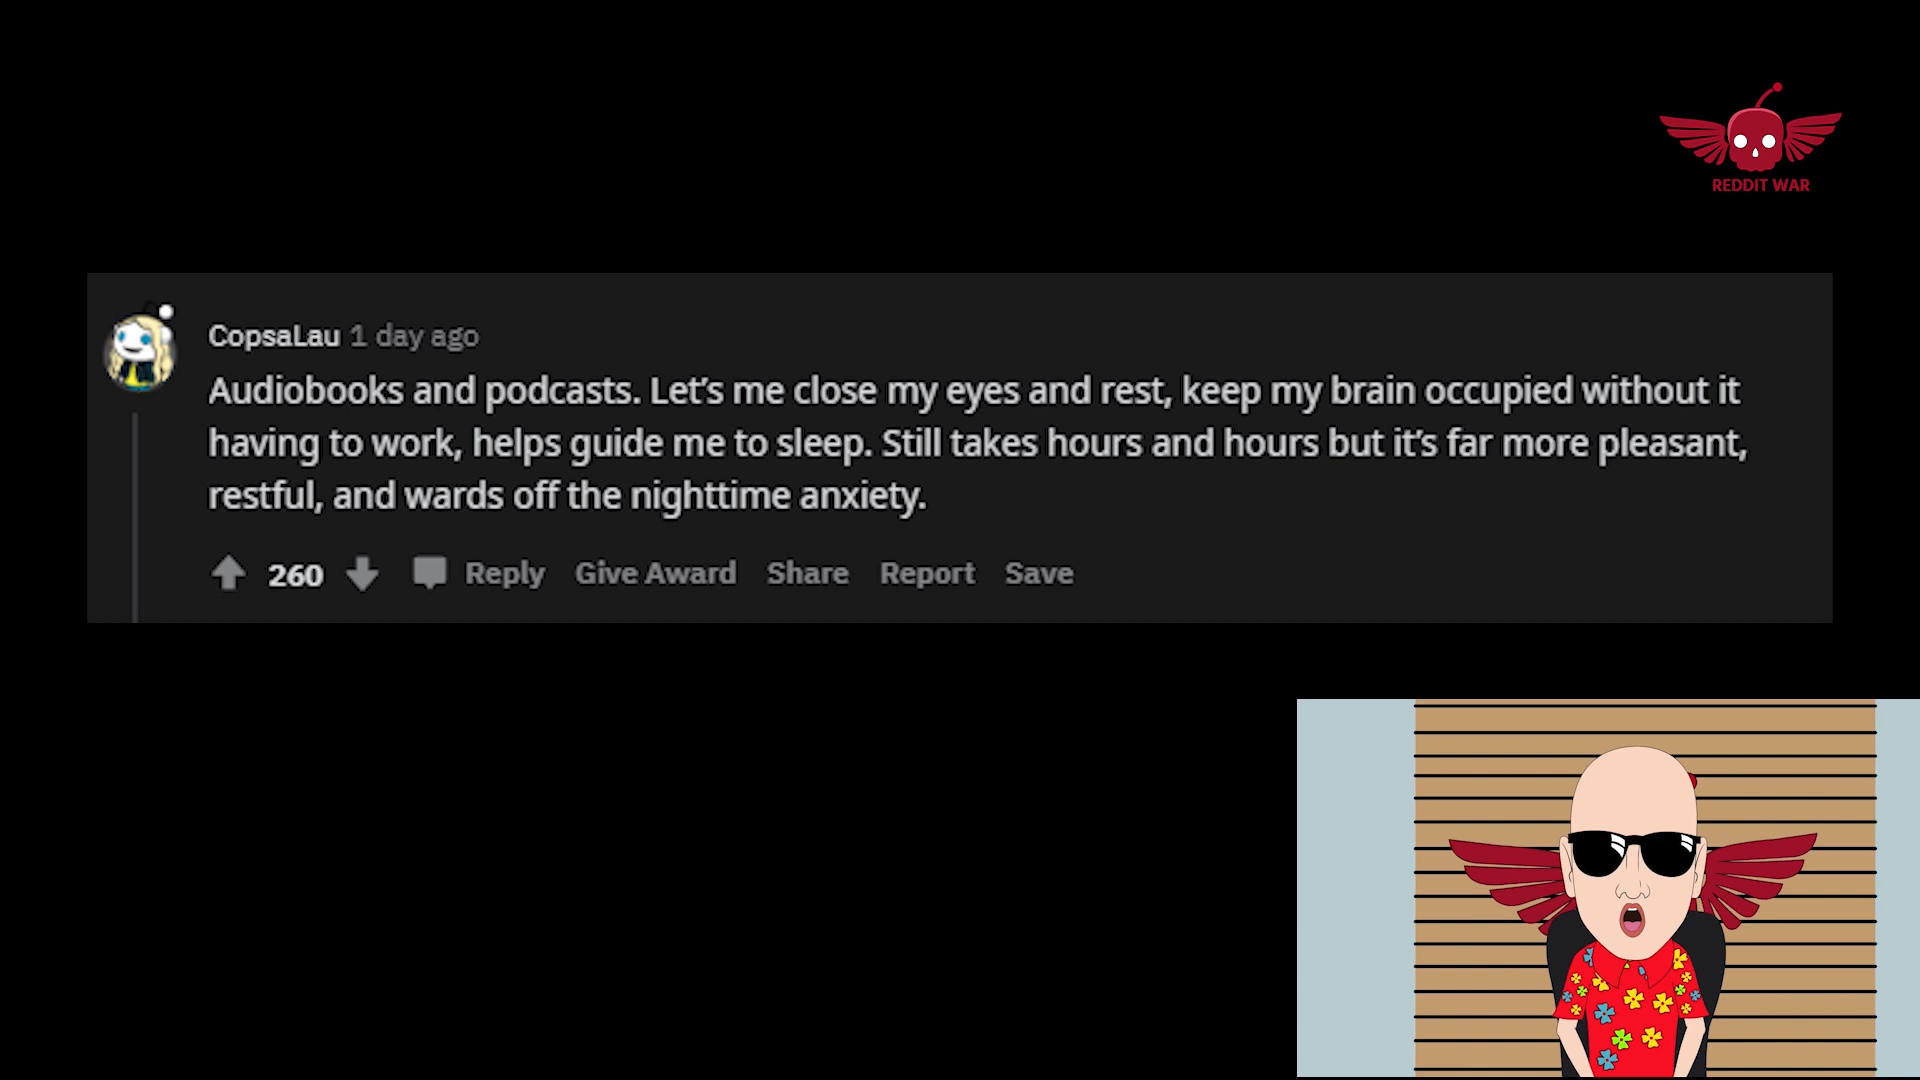 REDDIT WAR
CopsaLau 1 day ago
Audiobooks and podcasts. Let’s me close my eyes and rest, keep my brain occupied without it
having to work, helps guide me to sleep. Still takes hours and hours but it’s far more pleasant,
restful, and wards off the nighttime anxiety.
260 Reply Give Award Share Report Save